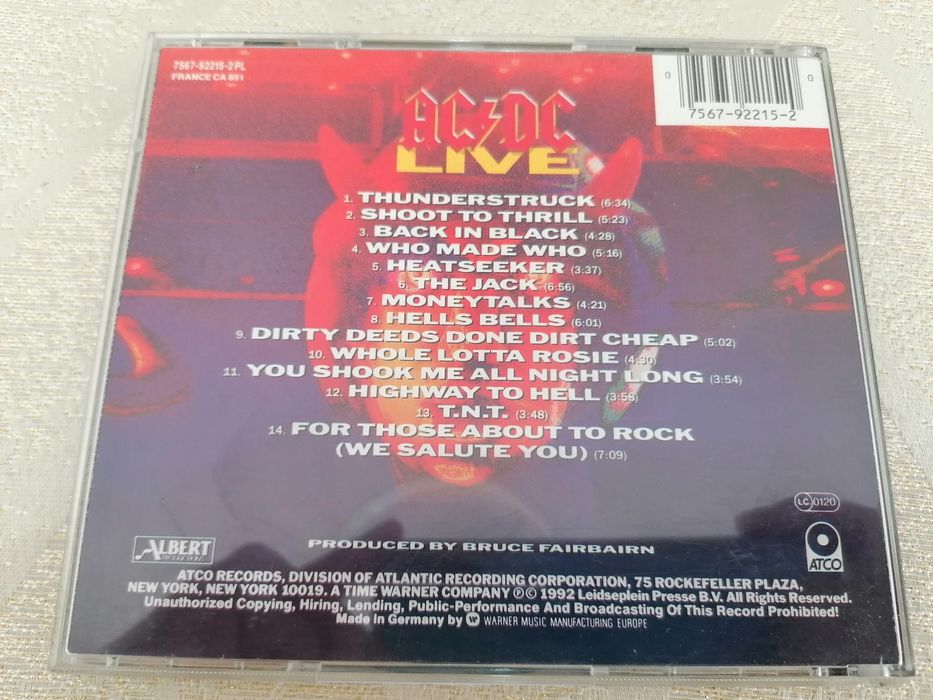 7567-92215-2 PL
FRANCE CA 851
0 0
7567-92215-2
AC/DC
LIVE
1. THUNDERSTRUCK (6:34)
2. SHOOT TO THRILL (5:23)
3. BACK IN BLACK (4:28)
4. WHO MADE WHO (5:16)
5. HEATSEEKER (3:37)
6. THE JACK (6:56)
7. MONEYTALKS (4:21)
8. HELLS BELLS (6:01)
9. DIRTY DEEDS DONE DIRT CHEAP (5:02)
10. WHOLE LOTTA ROSIE (4:30)
11. YOU SHOOK ME ALL NIGHT LONG (3:54)
12. HIGHWAY TO HELL (3:58)
13. T.N.T. (3:48)
14. FOR THOSE ABOUT TO ROCK
(WE SALUTE YOU) (7:09)
LC 0120
ALBERT
PRODUCTIONS
PRODUCED BY BRUCE FAIRBAIRN
ATCO
ATCO RECORDS, DIVISION OF ATLANTIC RECORDING CORPORATION, 75 ROCKEFELLER PLAZA,
NEW YORK, NEW YORK 10019. A TIME WARNER COMPANY ℗© 1992 Leidseplein Presse B.V. All Rights Reserved.
Unauthorized Copying, Hiring, Lending, Public-Performance And Broadcasting Of This Record Prohibited!
Made in Germany by WARNER MUSIC MANUFACTURING EUROPE